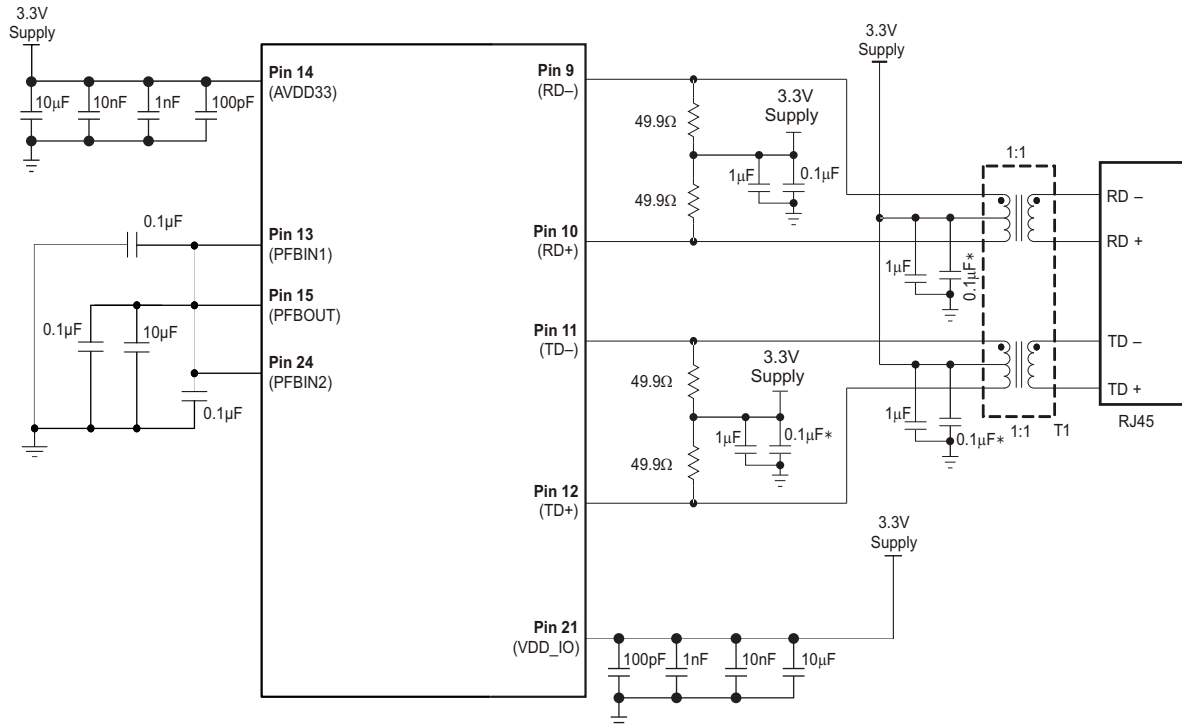 3.3V
Supply
10µF
10nF
1nF
100pF
Pin 14
(AVDD33)
0.1µF
Pin 13
(PFBIN1)
Pin 15
(PFBOUT)
0.1µF
10µF
Pin 24
(PFBIN2)
0.1µF
Pin 9
(RD–)
49.9Ω
3.3V
Supply
1µF
0.1µF
49.9Ω
Pin 10
(RD+)
Pin 11
(TD–)
49.9Ω
3.3V
Supply
1µF
0.1µF*
49.9Ω
Pin 12
(TD+)
3.3V
Supply
1:1
1µF
0.1µF*
1µF
0.1µF*
1:1
T1
RD –
RD +
TD –
TD +
RJ45
3.3V
Supply
Pin 21
(VDD_IO)
100pF
1nF
10nF
10µF